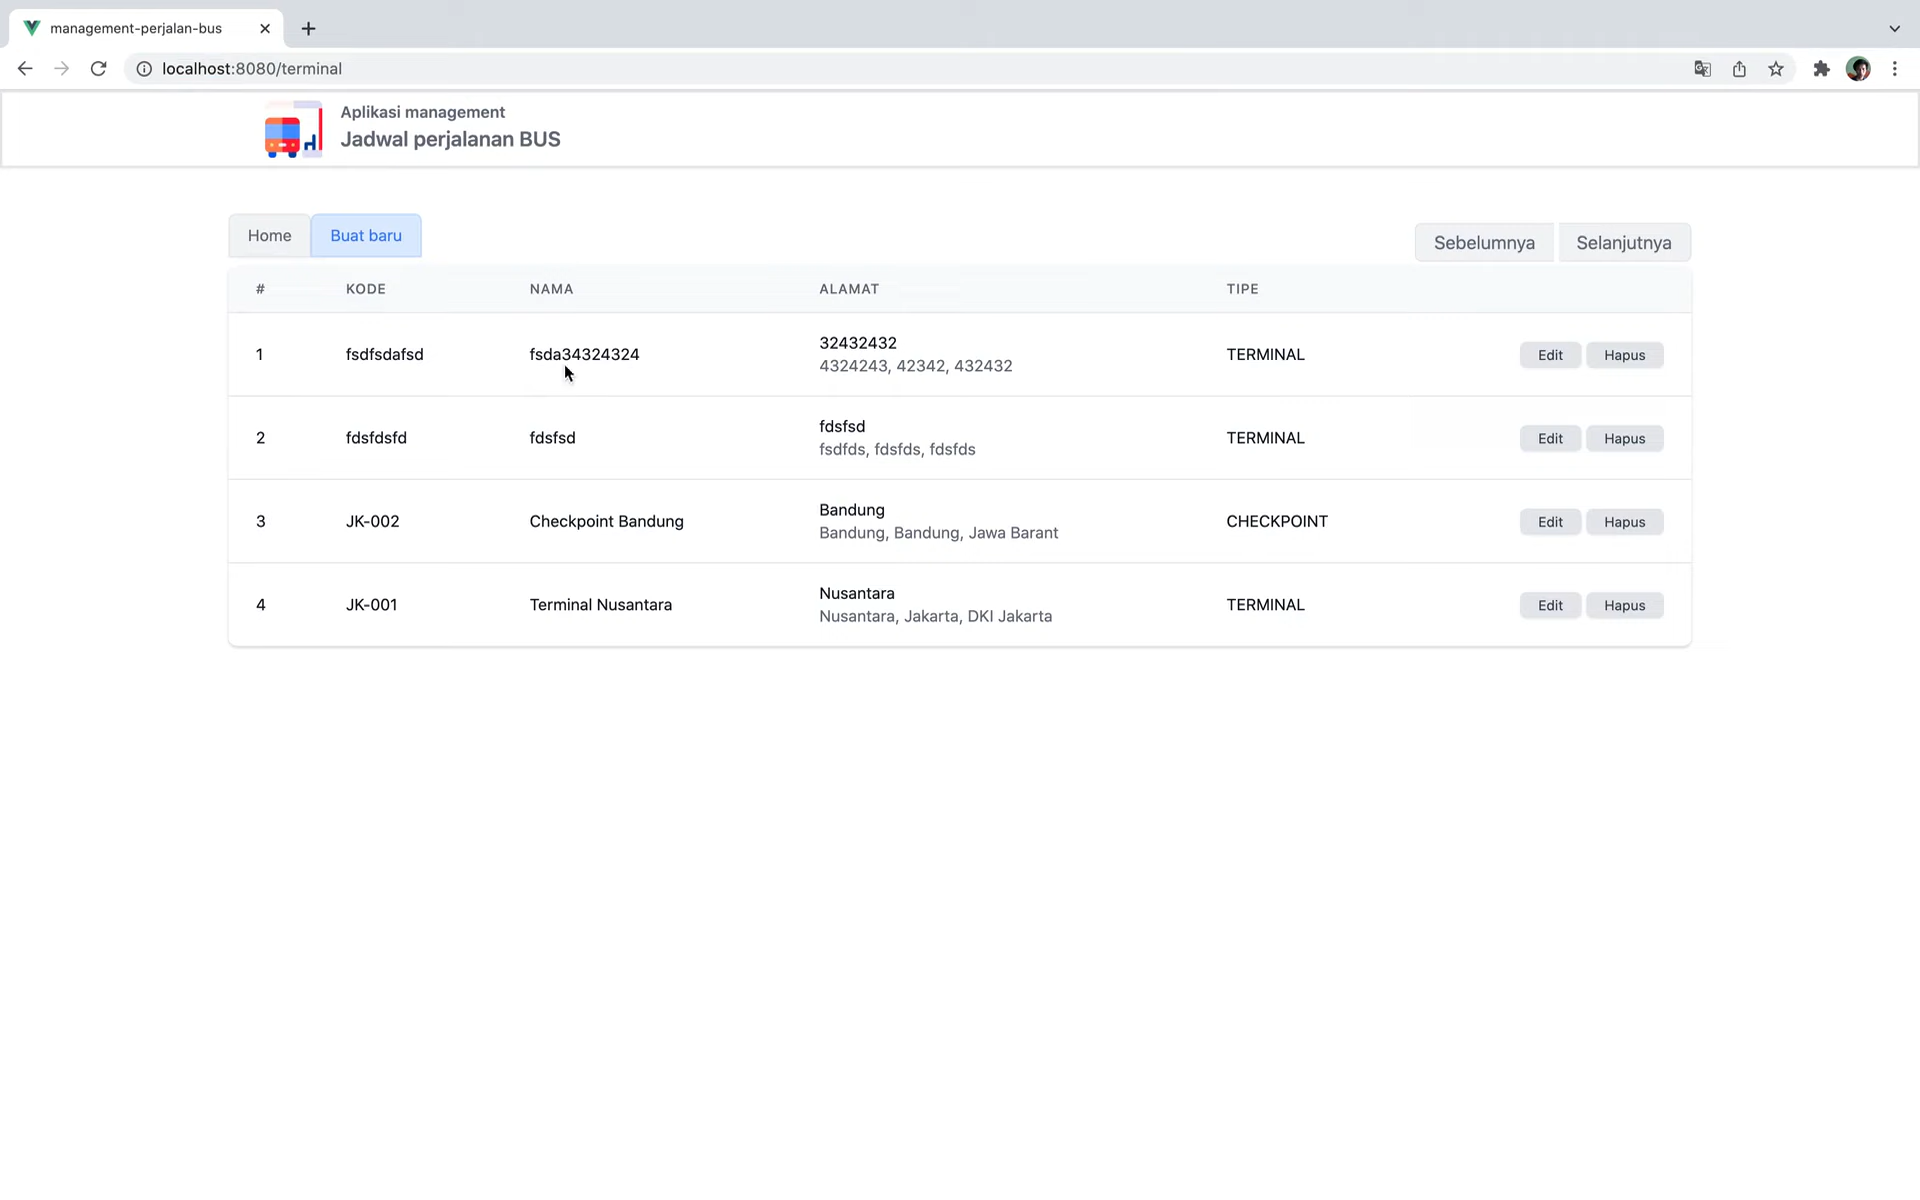 management-perjalan-bus
localhost:8080/terminal
Aplikasi management
Jadwal perjalanan BUS
Home
Buat baru
Sebelumnya
Selanjutnya
# KODE NAMA ALAMAT TIPE
1 fsdfsdafsd fsda34324324 32432432 TERMINAL Edit Hapus
4324243, 42342, 432432
2 fdsfdsfd fdsfsd fdsfsd TERMINAL Edit Hapus
fsdfds, fdsfds, fdsfds
3 JK-002 Checkpoint Bandung Bandung CHECKPOINT Edit Hapus
Bandung, Bandung, Jawa Barant
4 JK-001 Terminal Nusantara Nusantara TERMINAL Edit Hapus
Nusantara, Jakarta, DKI Jakarta